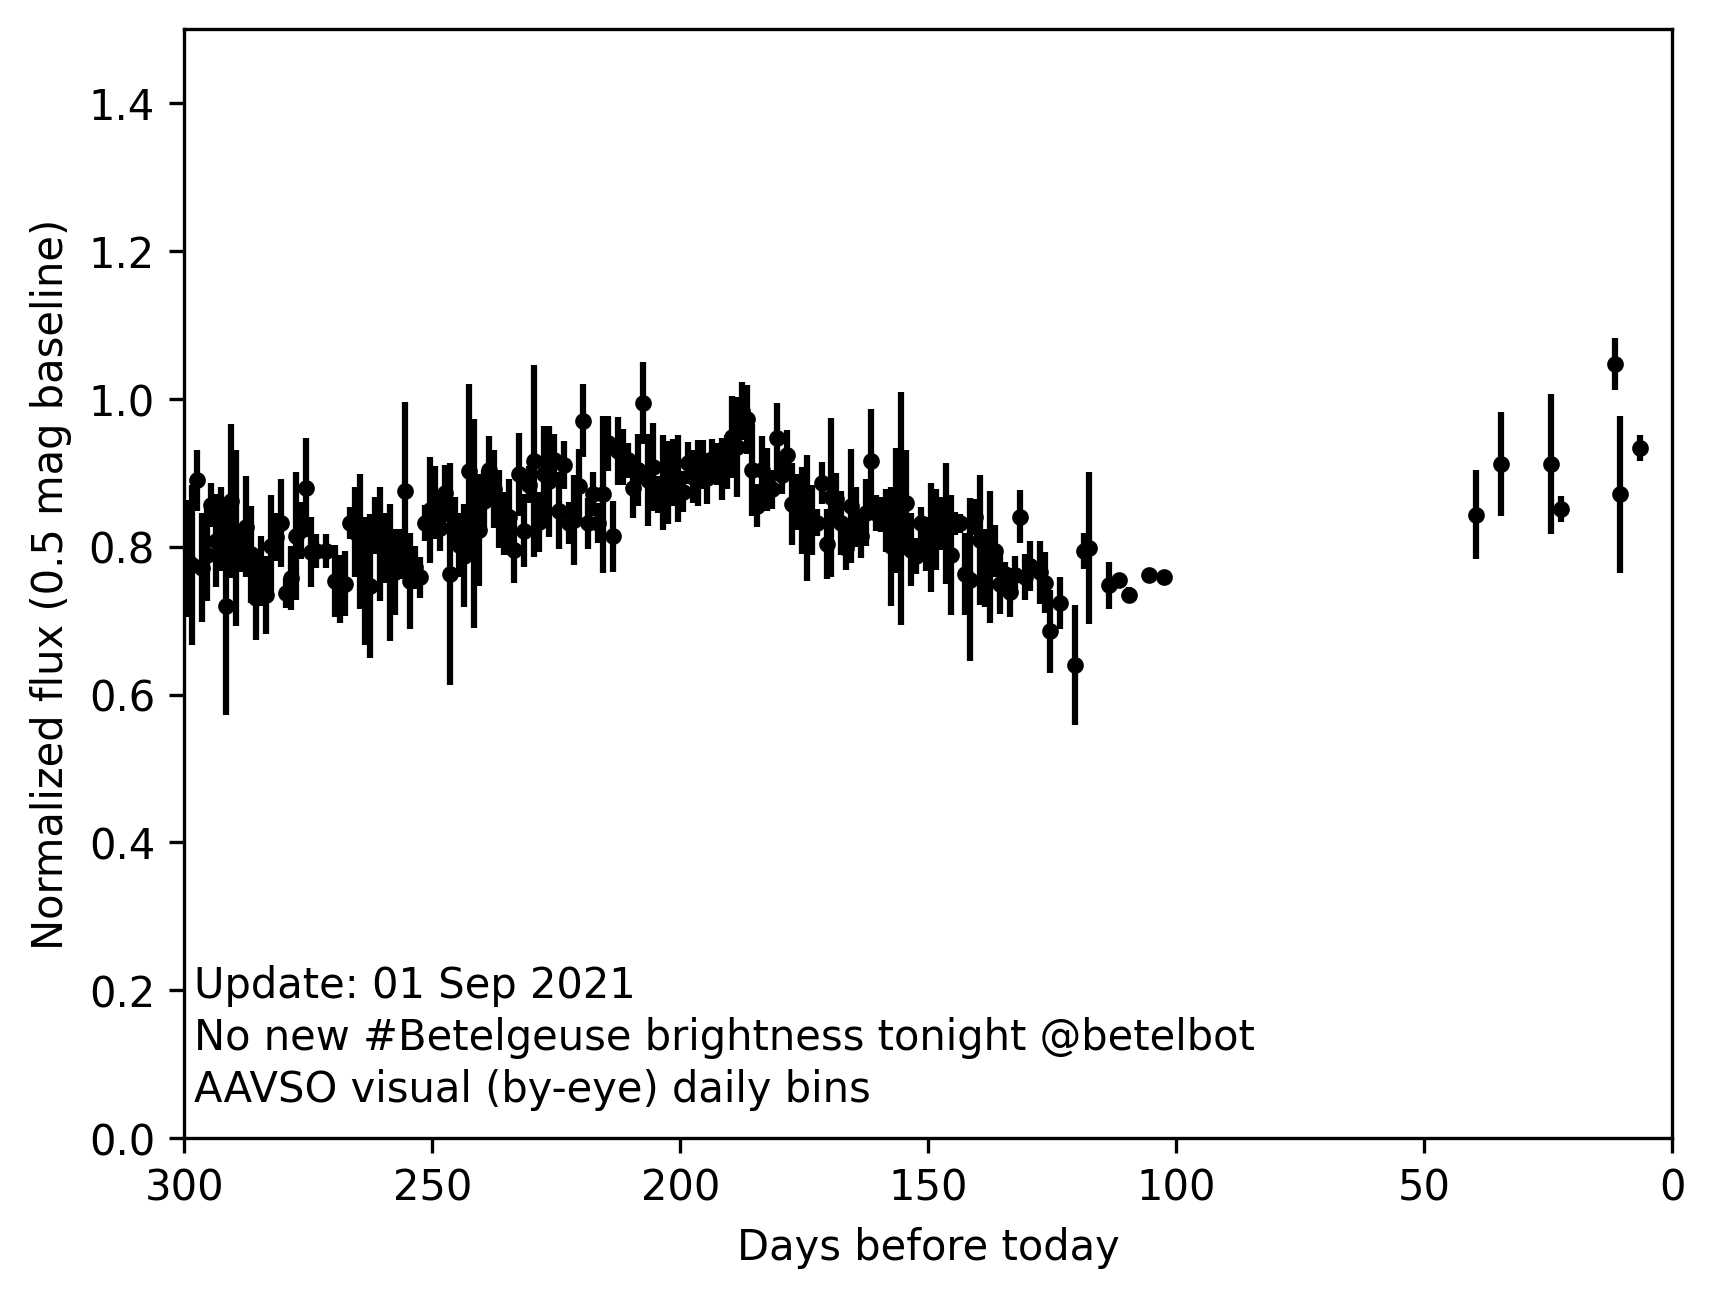 1.4
1.2
1.0
0.8
0.6
0.4
0.2
0.0
Normalized flux (0.5 mag baseline)
Update: 01 Sep 2021
No new #Betelgeuse brightness tonight @betelbot
AAVSO visual (by-eye) daily bins
300 250 200 150 100 50 0
Days before today